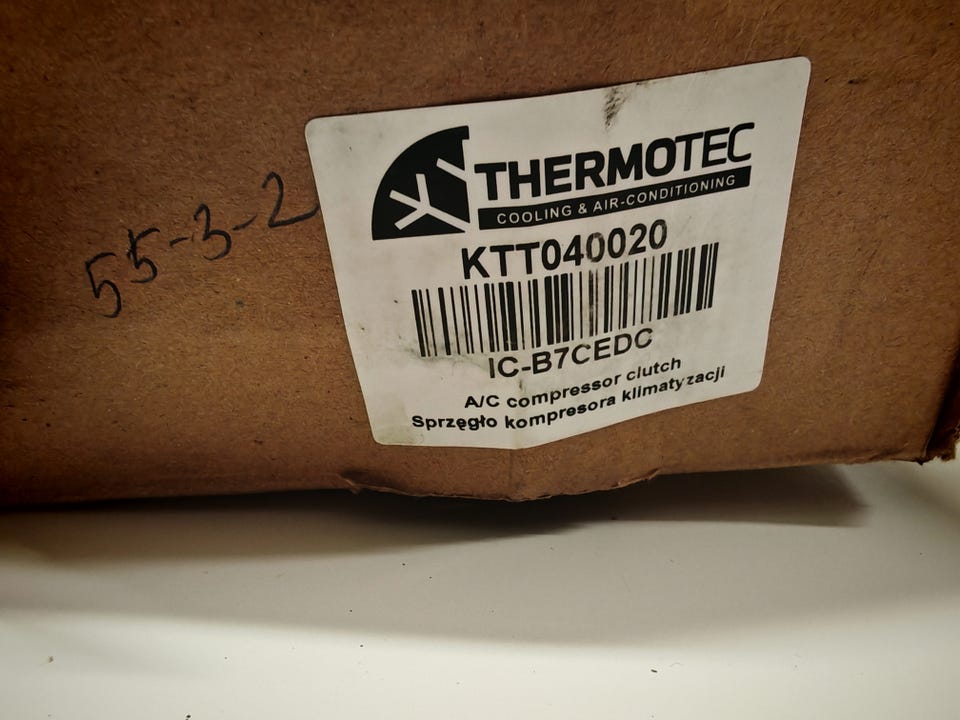 55-3-2
THERMOTEC
COOLING & AIR-CONDITIONING
KTT040020
IC-B7CEDC
A/C compressor clutch
Sprzęgło kompresora klimatyzacji